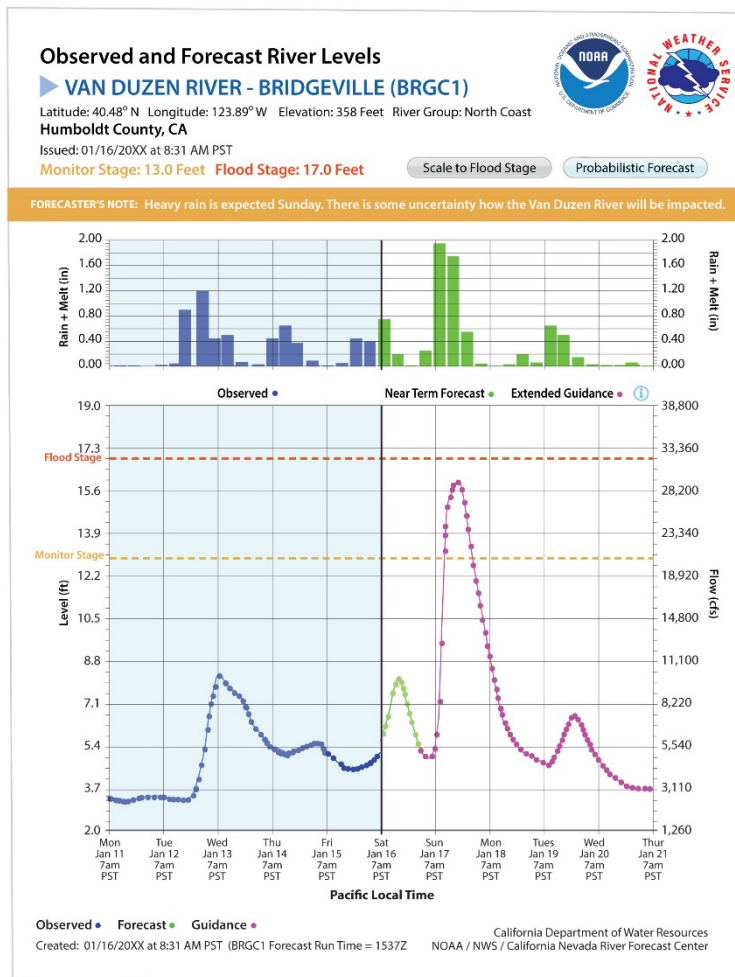 Observed and Forecast River Levels
VAN DUZEN RIVER - BRIDGEVILLE (BRGC1)
Latitude: 40.48° N Longitude: 123.89° W Elevation: 358 Feet River Group: North Coast
Humboldt County, CA
Issued: 01/16/20XX at 8:31 AM PST
Monitor Stage: 13.0 Feet Flood Stage: 17.0 Feet
Scale to Flood Stage
Probabilistic Forecast
NATIONAL OCEANIC AND ATMOSPHERIC ADMINISTRATION
NOAA
U.S. DEPARTMENT OF COMMERCE
NATIONAL WEATHER SERVICE
FORECASTER'S NOTE: Heavy rain is expected Sunday. There is some uncertainty how the Van Duzen River will be impacted.
Rain + Melt (in)
2.00
1.60
1.20
0.80
0.40
0.00
2.00
1.60
1.20
0.80
0.40
0.00
Rain + Melt (in)
Observed
Near Term Forecast
Extended Guidance
i
Level (ft)
19.0
17.3
Flood Stage
15.6
13.9
Monitor Stage
12.2
10.5
8.8
7.1
5.4
3.7
2.0
38,800
33,360
28,200
23,340
18,920
14,800
11,100
8,220
5,540
3,110
1,260
Flow (cfs)
Mon Tue Wed Thu Fri Sat Sun Mon Tues Wed Thur
Jan 11 Jan 12 Jan 13 Jan 14 Jan 15 Jan 16 Jan 17 Jan 18 Jan 19 Jan 20 Jan 21
7am 7am 7am 7am 7am 7am 7am 7am 7am 7am 7am
PST PST PST PST PST PST PST PST PST PST PST
Pacific Local Time
Observed Forecast Guidance
Created: 01/16/20XX at 8:31 AM PST (BRGC1 Forecast Run Time = 1537Z
California Department of Water Resources
NOAA / NWS / California Nevada River Forecast Center